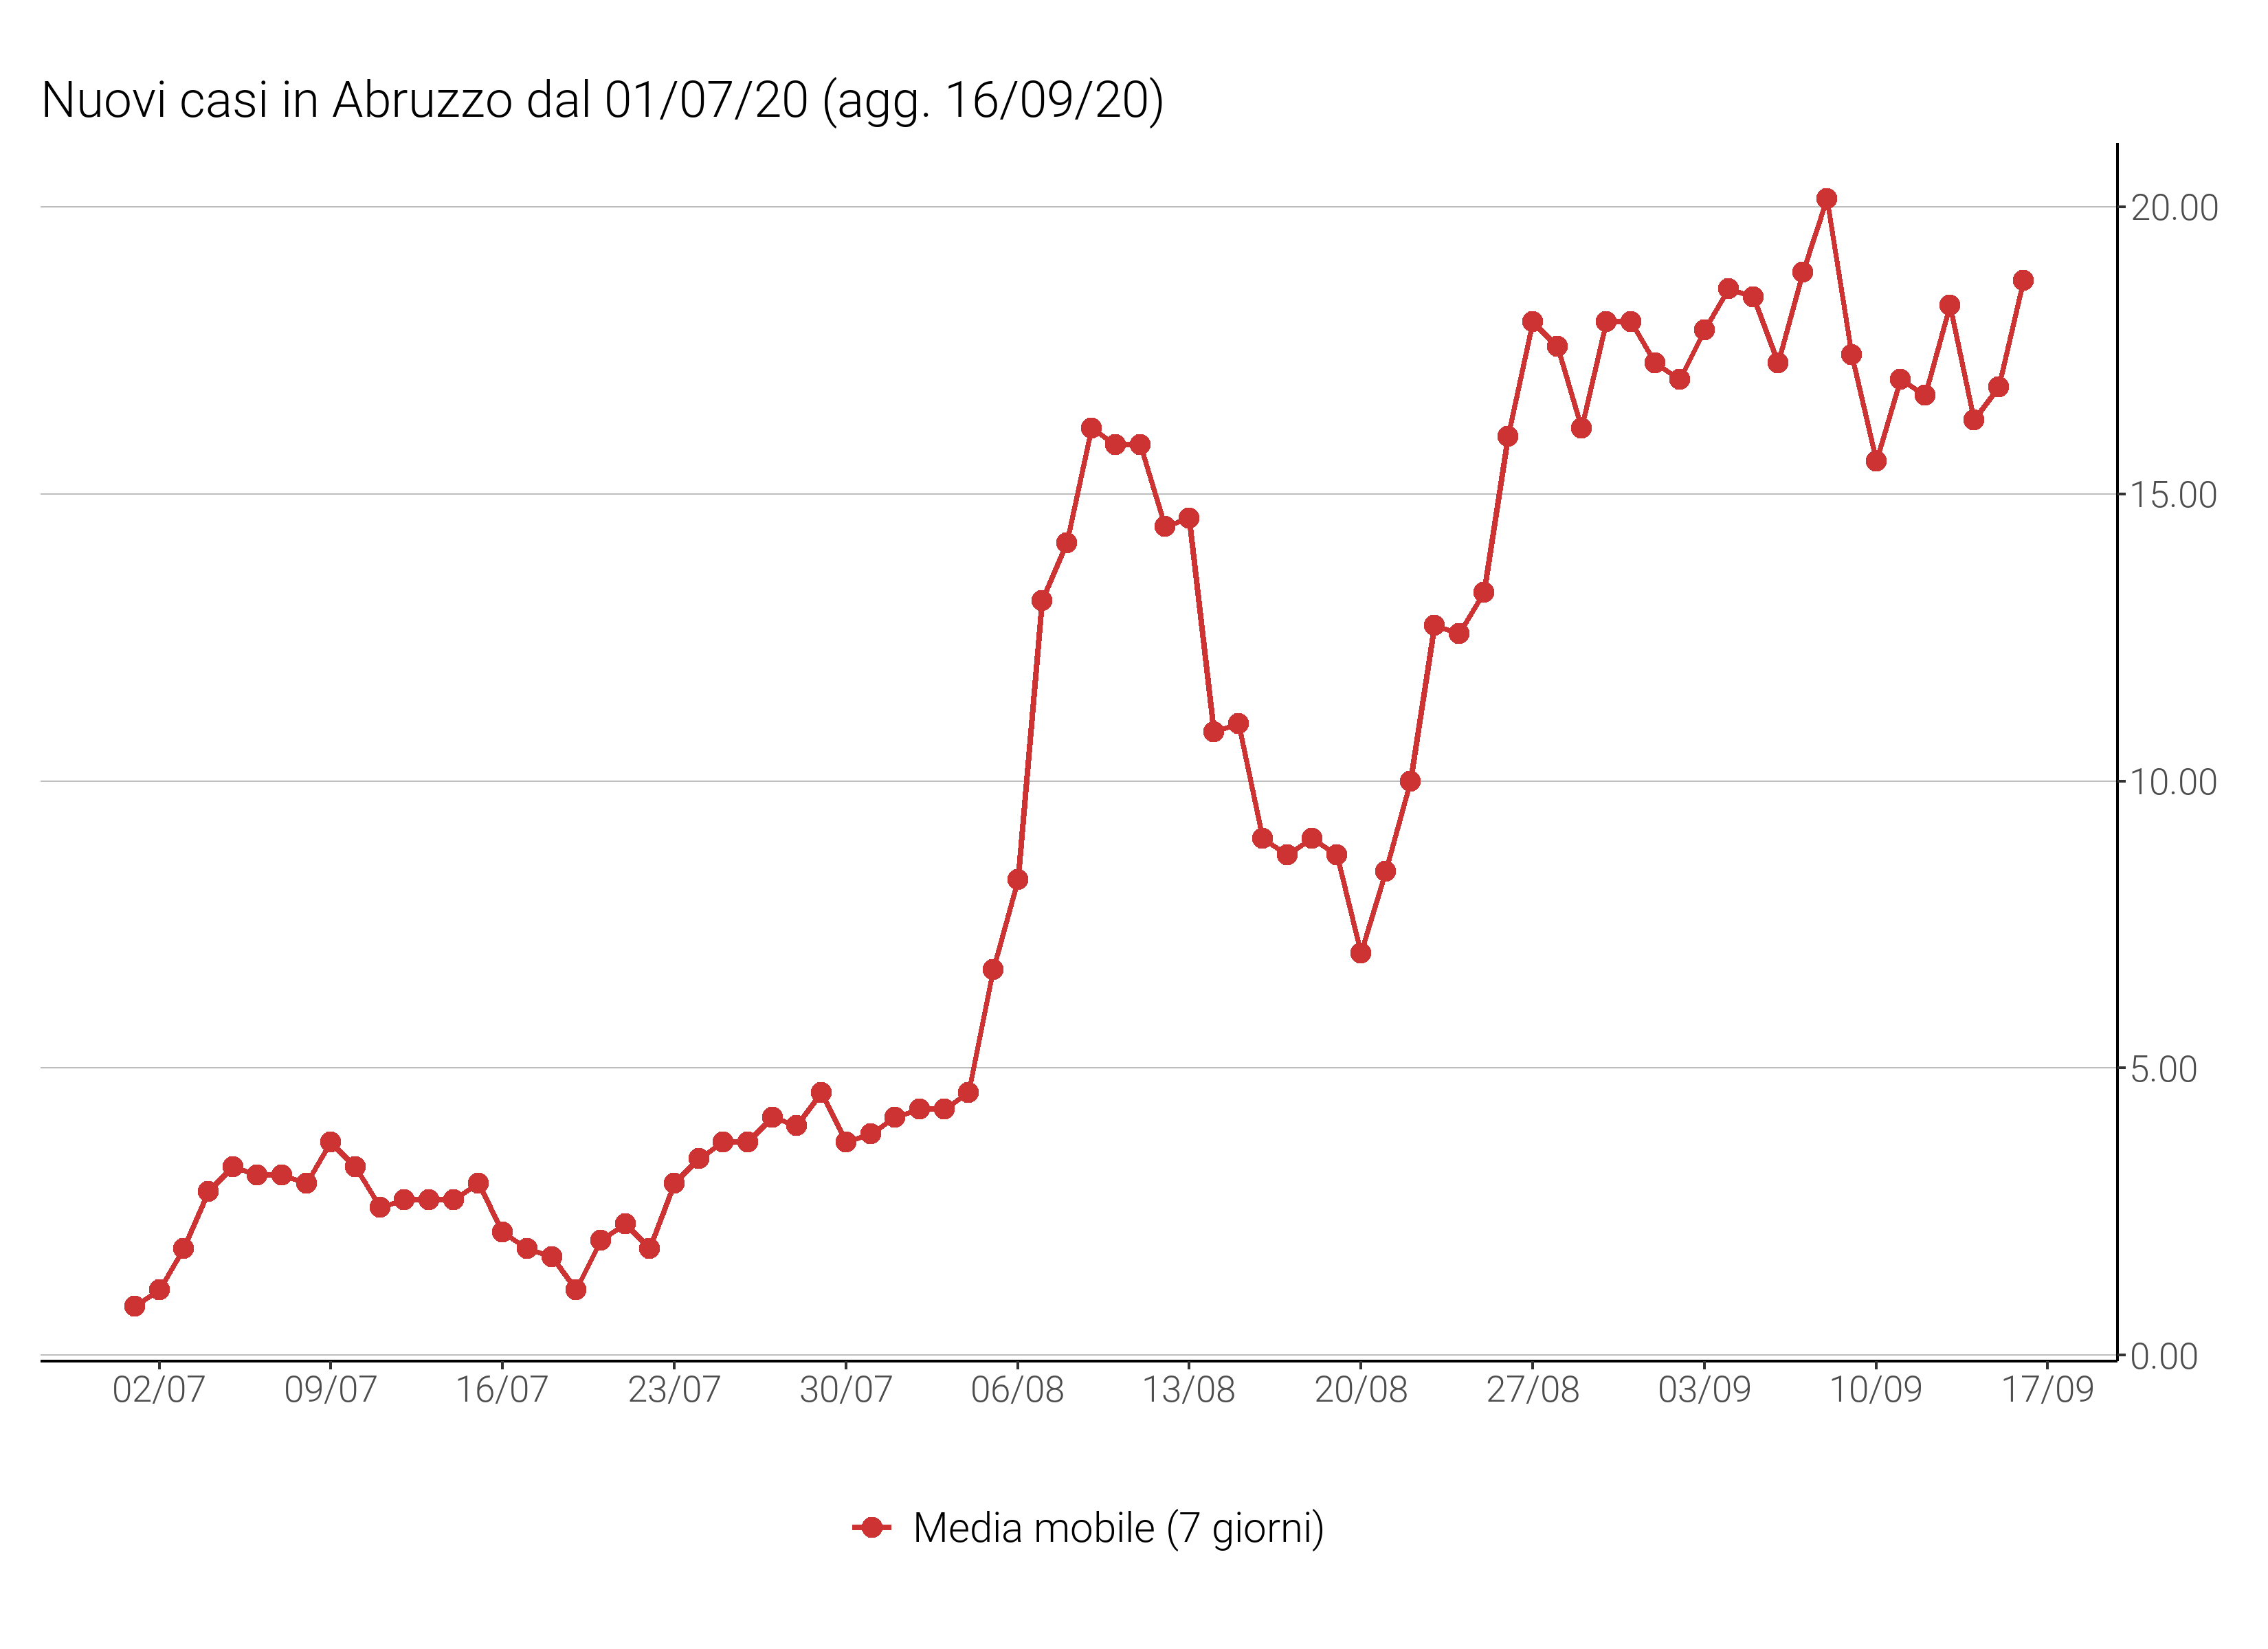 Nuovi casi in Abruzzo dal 01/07/20 (agg. 16/09/20)
20.00
15.00
10.00
5.00
0.00
02/07 09/07 16/07 23/07 30/07 06/08 13/08 20/08 27/08 03/09 10/09 17/09
Media mobile (7 giorni)